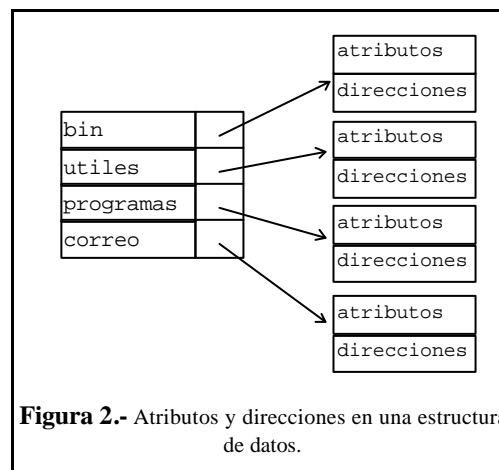 atributos
direcciones
bin
utiles
programas
correo
atributos
direcciones
atributos
direcciones
atributos
direcciones
Figura 2.- Atributos y direcciones en una estructura
de datos.